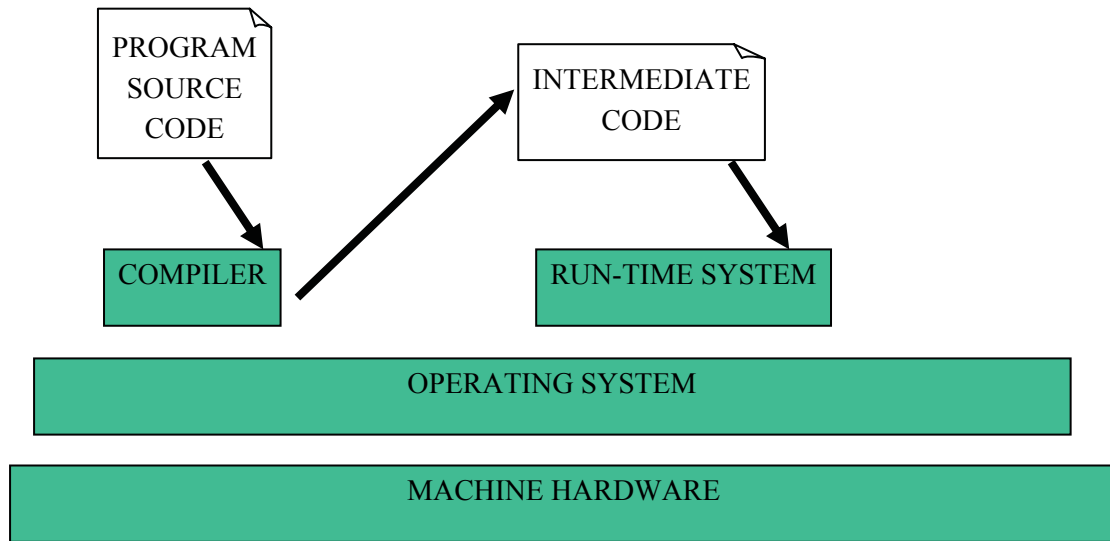 PROGRAM
SOURCE
CODE
INTERMEDIATE
CODE
COMPILER
RUN-TIME SYSTEM
OPERATING SYSTEM
MACHINE HARDWARE